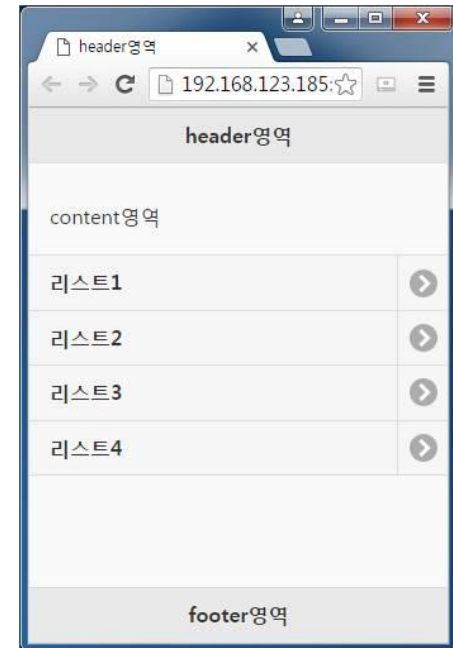 header영역
192.168.123.185:
header영역
content영역
리스트1
리스트2
리스트3
리스트4
footer영역